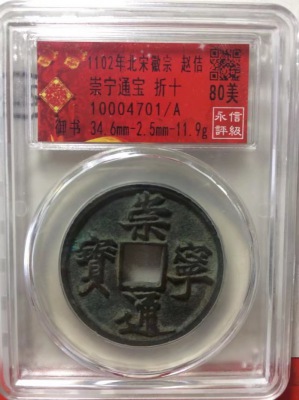 1102年北宋徽宗 赵佶
崇宁通宝 折十
80美
10004701/A
御书 34.6mm-2.5mm-11.9g
永信
評級
崇
寶 寧
通